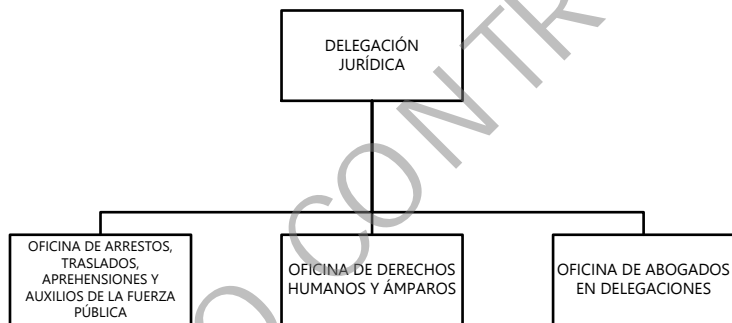 DELEGACIÓN
JURÍDICA
OFICINA DE ARRESTOS,
TRASLADOS,
APREHENSIONES Y
AUXILIOS DE LA FUERZA
PÚBLICA
OFICINA DE DERECHOS
HUMANOS Y ÁMPAROS
OFICINA DE ABOGADOS
EN DELEGACIONES
O CONTR